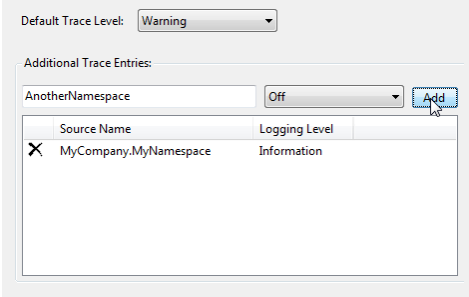 Default Trace Level: Warning
Additional Trace Entries:
AnotherNamespace Off Add
Source Name Logging Level
MyCompany.MyNamespace Information